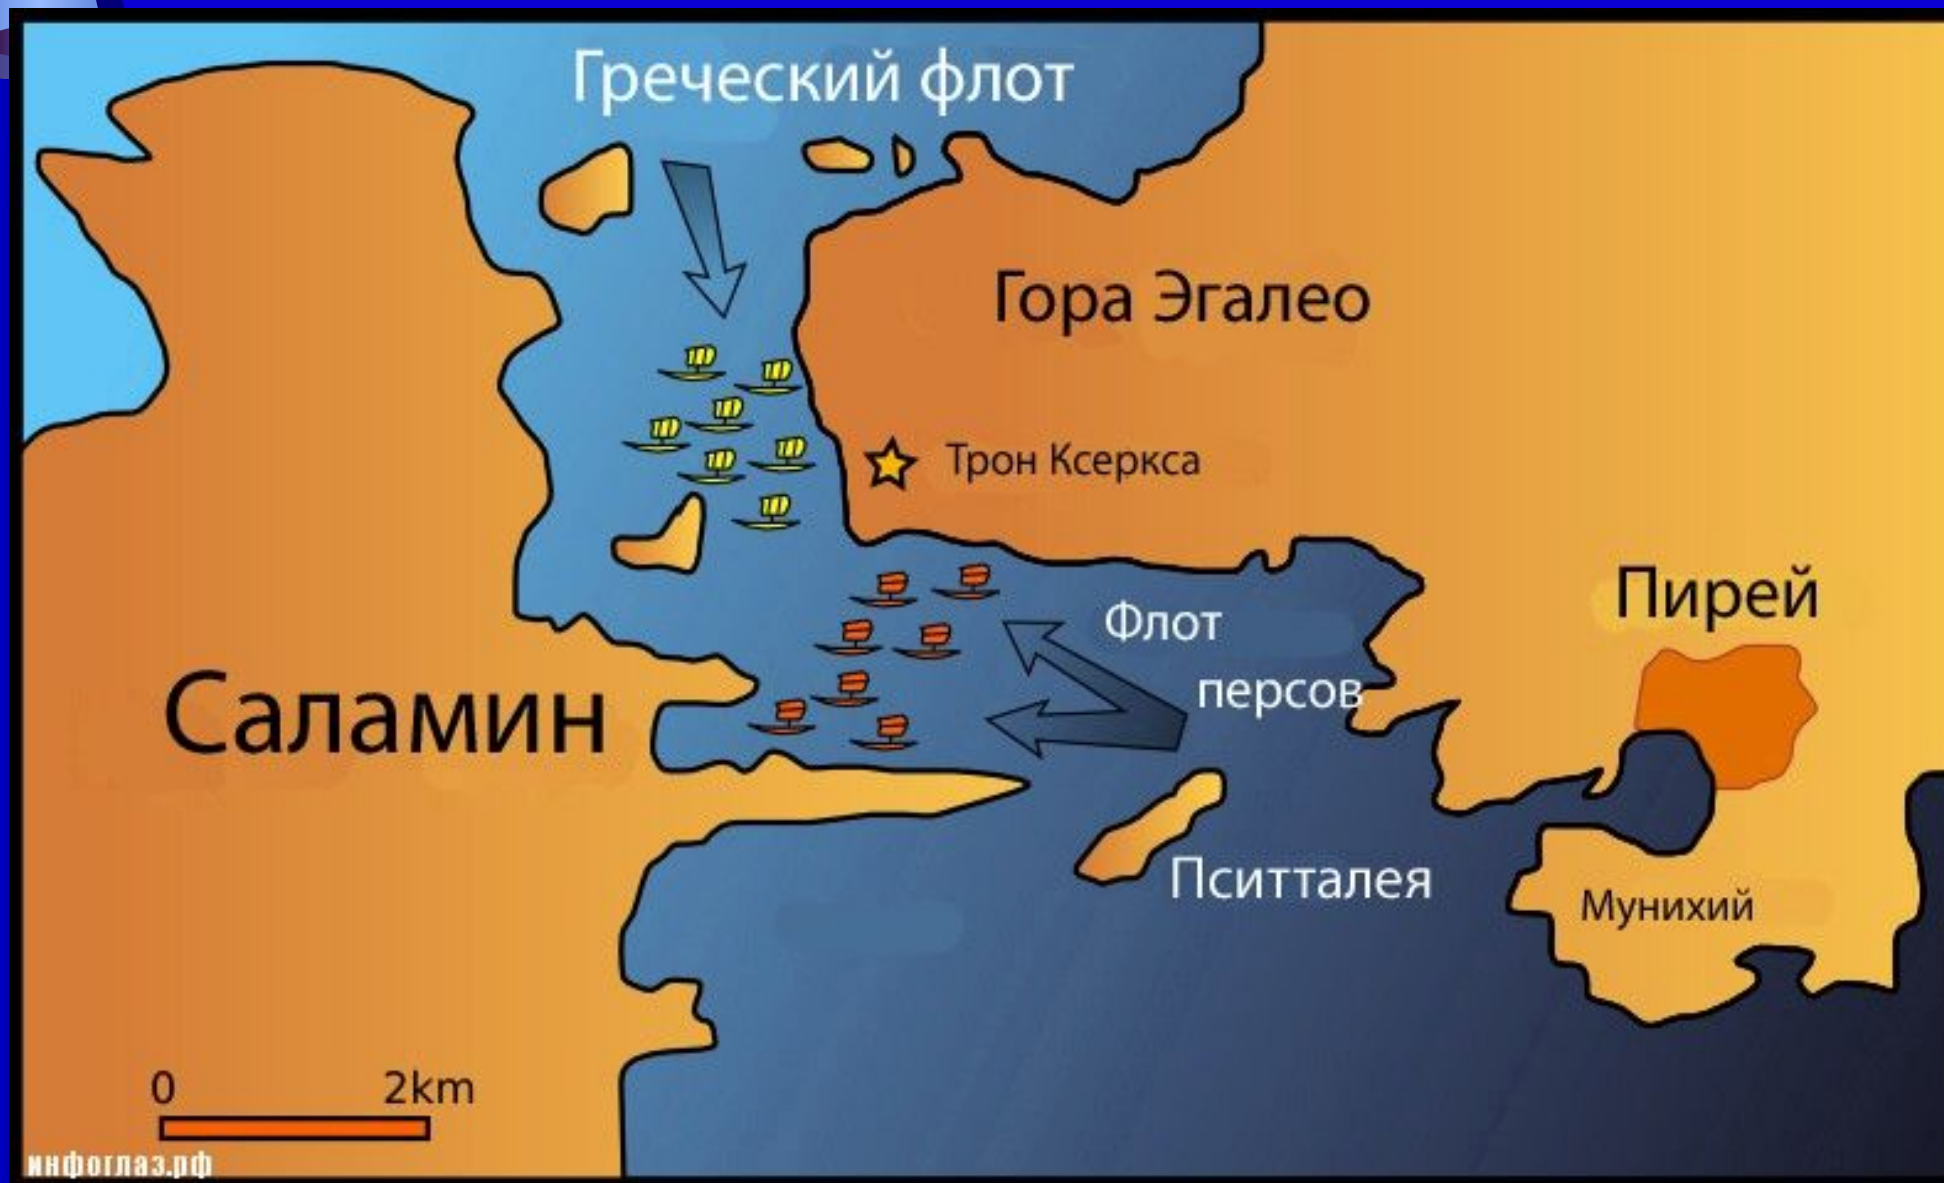 Греческий флот
Гора Эгалео
Трон Ксеркса
Пирей
Флот
персов
Саламин
Пситталея
Мунихий
0 2km
инфоглаз.рф